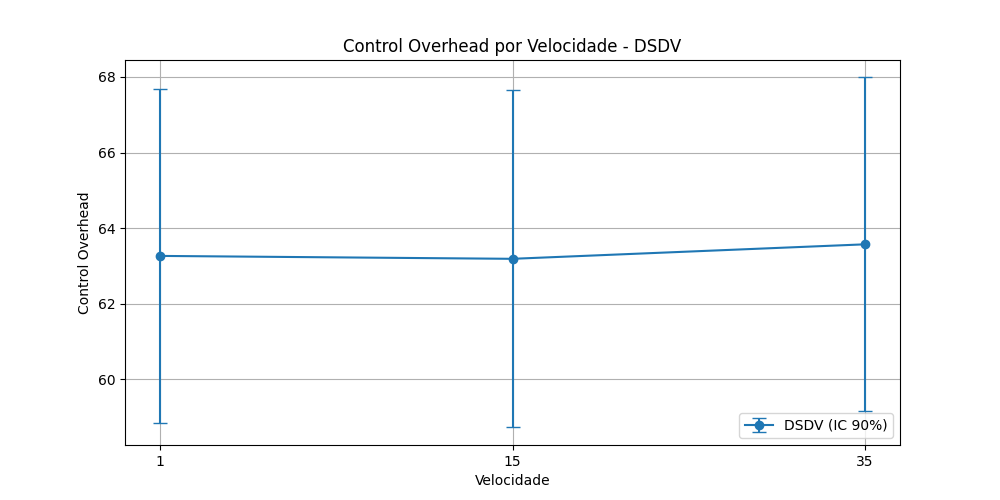 Control Overhead por Velocidade - DSDV
Control Overhead
68
66
64
62
60
1
15
35
Velocidade
DSDV (IC 90%)